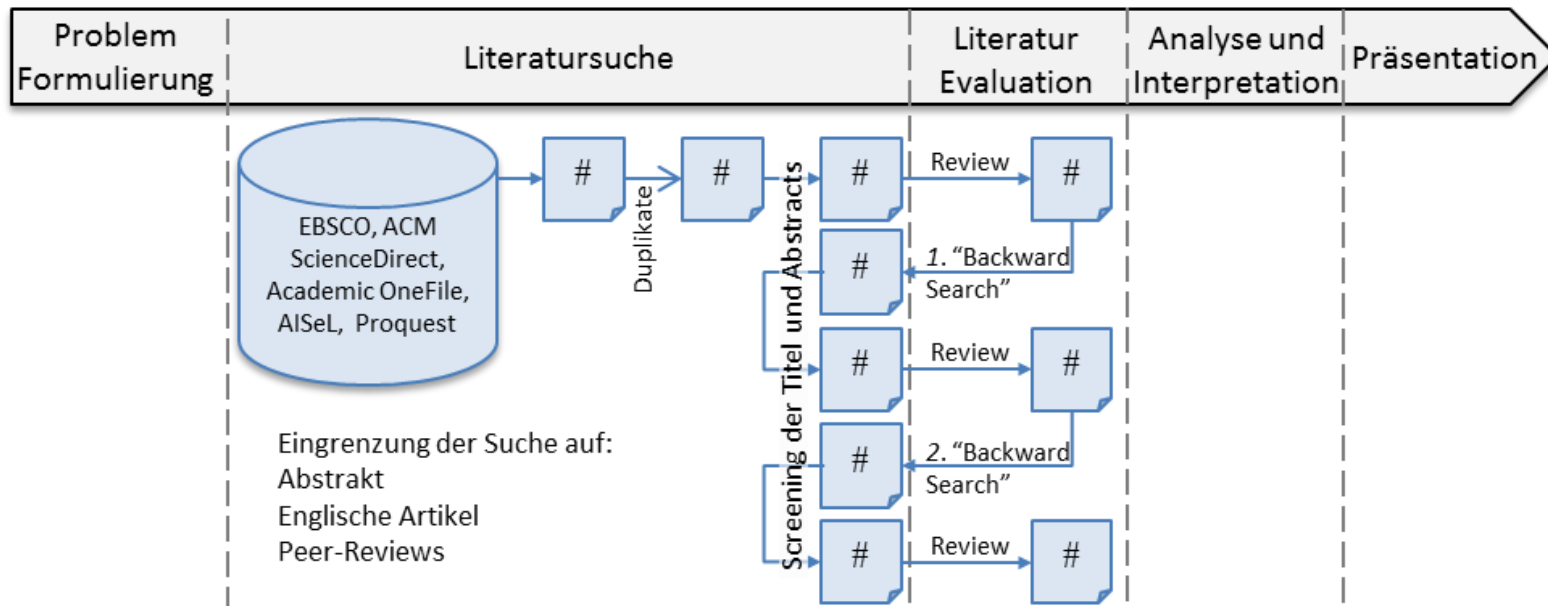 Problem
Formulierung
Literatursuche
Literatur
Evaluation
Analyse und
Interpretation
Präsentation
EBSCO, ACM
ScienceDirect,
Academic OneFile,
AISeL, Proquest
#
Duplikate
#
Screening der Titel und Abstracts
#
Review
#
#
1. “Backward
Search”
#
Review
#
#
2. “Backward
Search”
#
Review
#
Eingrenzung der Suche auf:
Abstrakt
Englische Artikel
Peer-Reviews